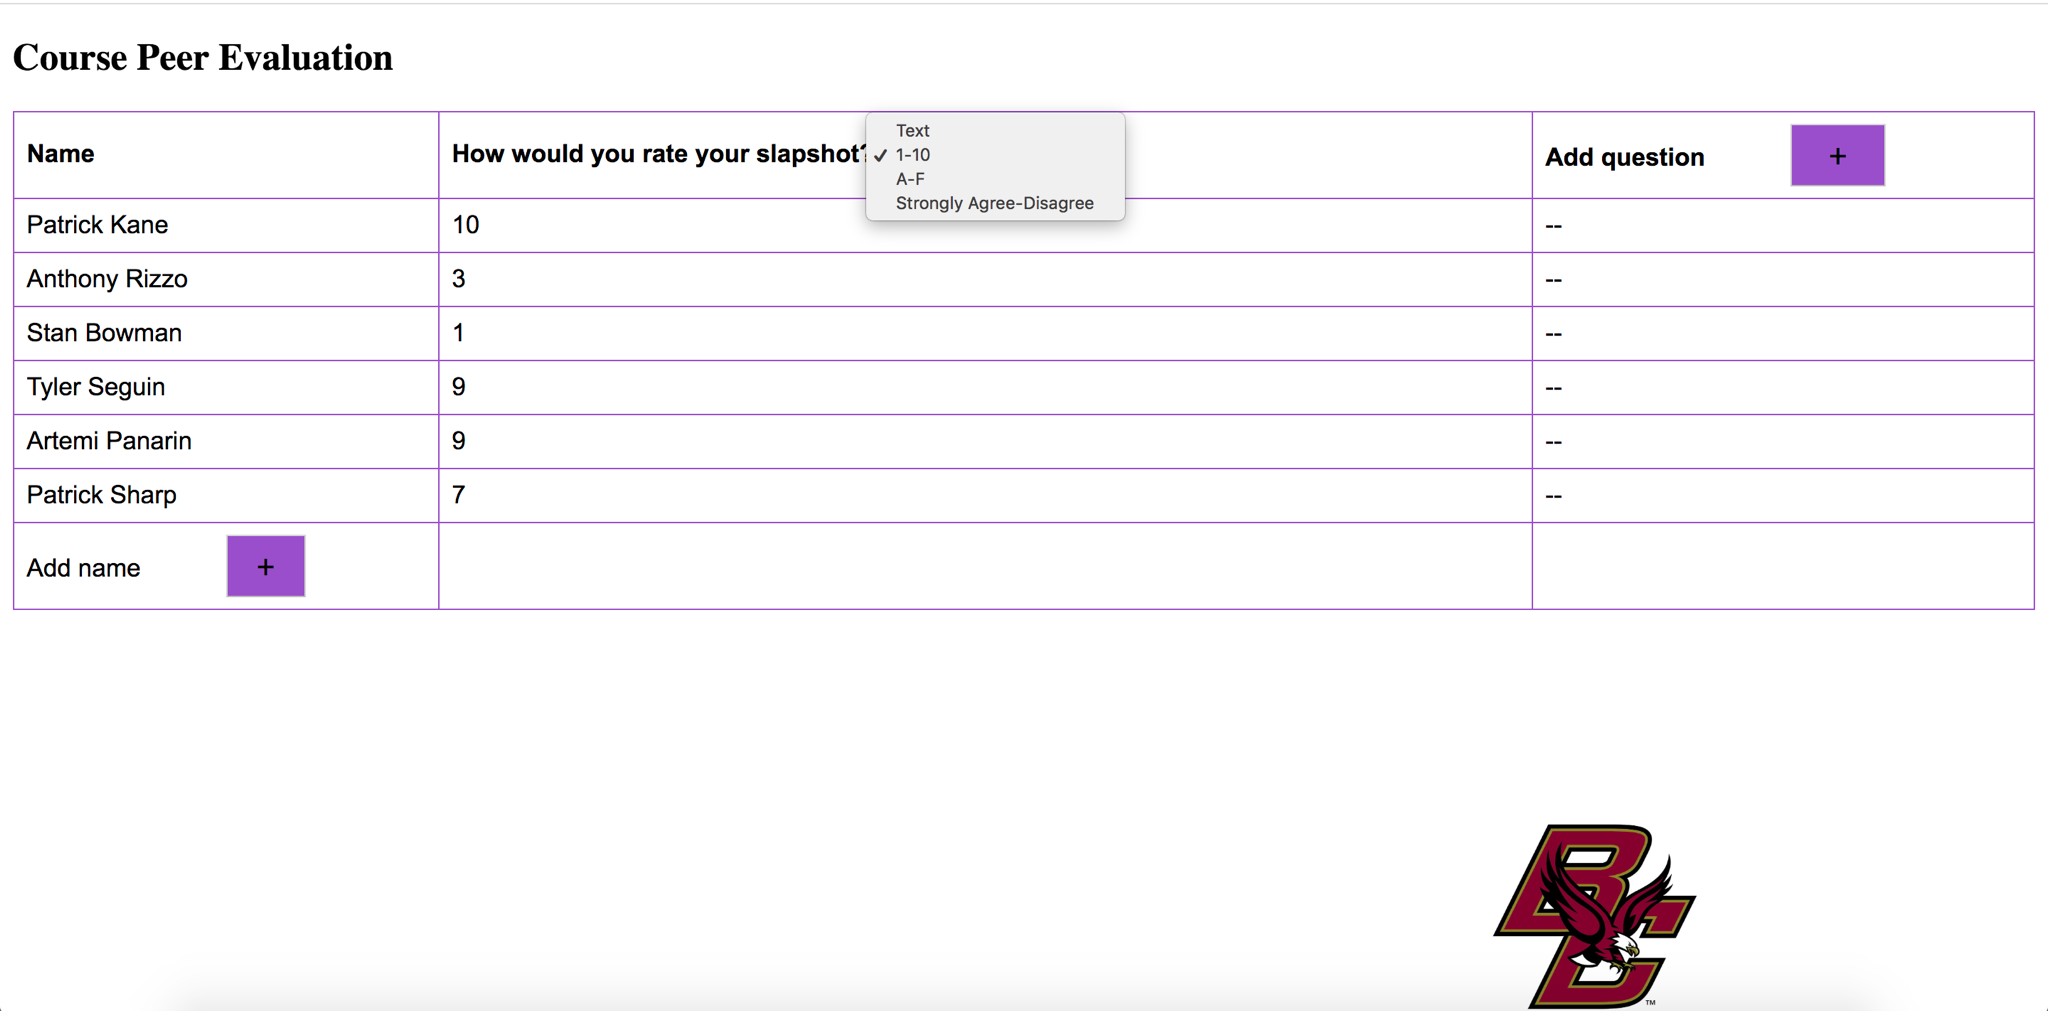 Course Peer Evaluation
Name
How would you rate your slapshot?
Text
✓ 1-10
A-F
Strongly Agree-Disagree
Add question +
Patrick Kane 10 --
Anthony Rizzo 3 --
Stan Bowman 1 --
Tyler Seguin 9 --
Artemi Panarin 9 --
Patrick Sharp 7 --
Add name +
BC
TM